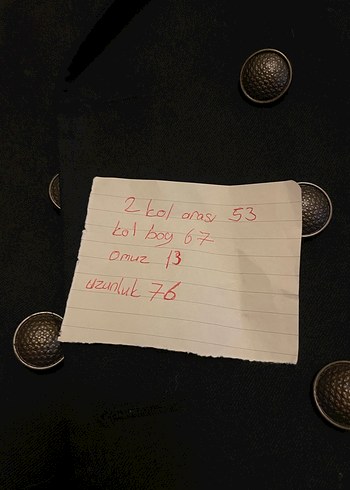 2 kol arası 53
kol boy 67
omuz 13
uzunluk 76